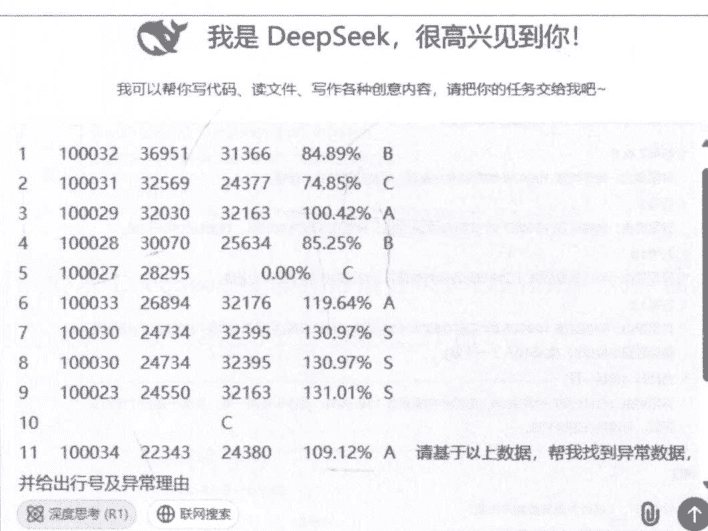 我是 DeepSeek，很高兴见到你！
我可以帮你写代码、读文件、写作各种创意内容，请把你的任务交给我吧~
1 100032 36951 31366 84.89% B
2 100031 32569 24377 74.85% C
3 100029 32030 32163 100.42% A
4 100028 30070 25634 85.25% B
5 100027 28295 0.00% C
6 100033 26894 32176 119.64% A
7 100030 24734 32395 130.97% S
8 100030 24734 32395 130.97% S
9 100023 24550 32163 131.01% S
10 C
11 100034 22343 24380 109.12% A 请基于以上数据，帮我找到异常数据，
并给出行号及异常理由
深度思考 (R1) 联网搜索